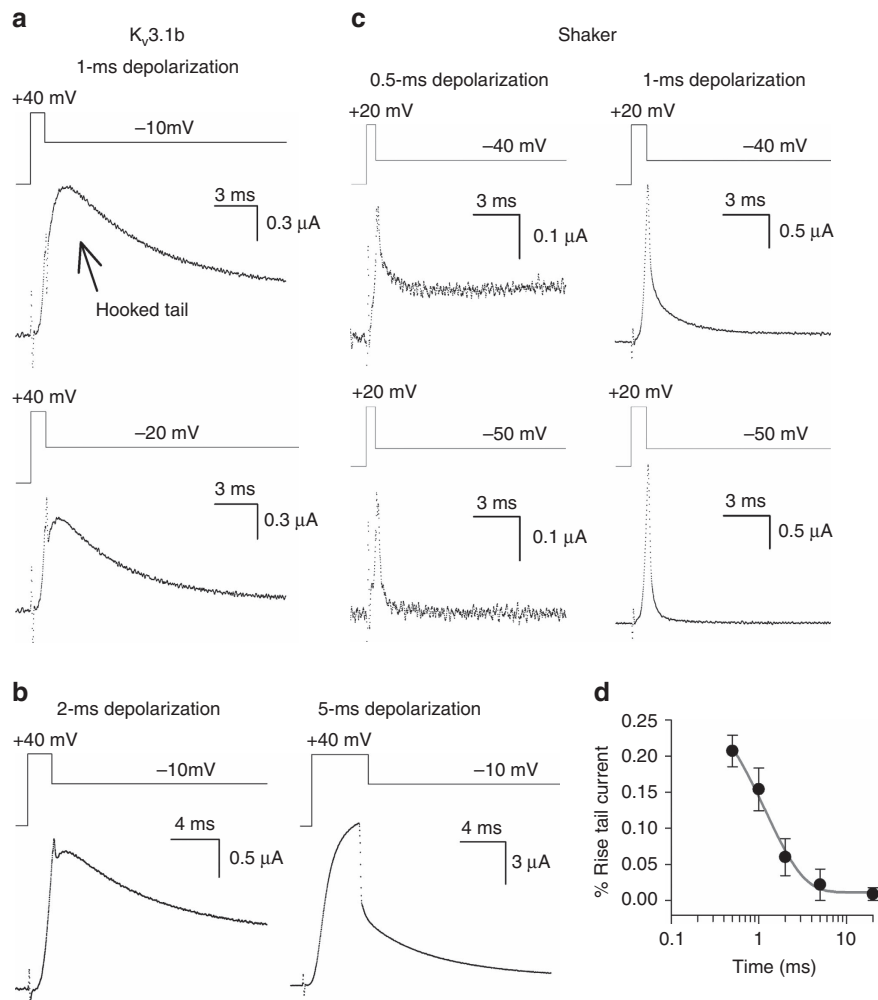 a
K_v3.1b
1-ms depolarization
+40 mV
–10mV
3 ms
0.3 µA
Hooked tail
+40 mV
–20 mV
3 ms
0.3 µA
c
Shaker
0.5-ms depolarization
1-ms depolarization
+20 mV
–40 mV
3 ms
0.1 µA
+20 mV
–40 mV
3 ms
0.5 µA
+20 mV
–50 mV
3 ms
0.1 µA
+20 mV
–50 mV
3 ms
0.5 µA
b
2-ms depolarization
+40 mV
–10mV
4 ms
0.5 µA
5-ms depolarization
+40 mV
–10 mV
4 ms
3 µA
d
% Rise tail current
0.25
0.20
0.15
0.10
0.05
0.00
0.1
1
10
Time (ms)